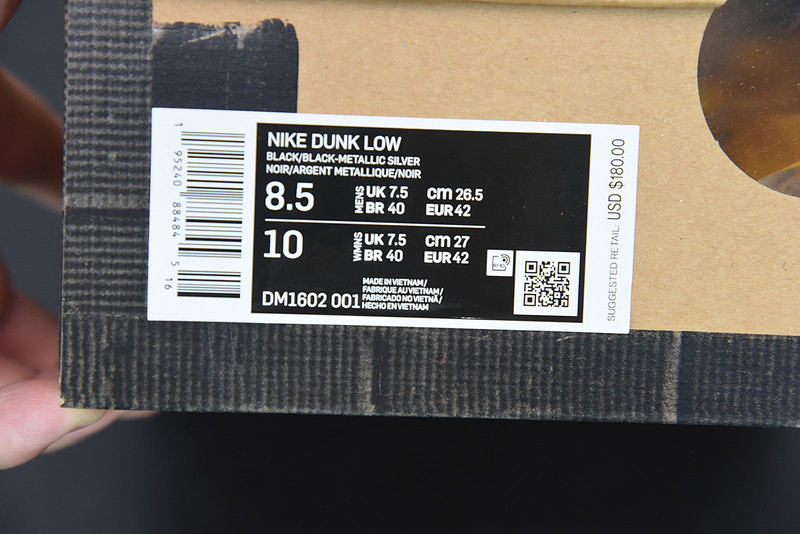 NIKE DUNK LOW
BLACK/BLACK-METALLIC SILVER
NOIR/ARGENT METALLIQUE/NOIR
8.5 MENS UK 7.5 cm 26.5
BR 40 EUR 42
10 WMNS UK 7.5 cm 27
BR 40 EUR 42
MADE IN VIETNAM/
FABRIQUE AU VIETNAM/
FABRICADO NO VIETNÃ/
HECHO EN VIETNAM
DM1602 001
1 95240 88484 5 16
SUGGESTED RETAIL: USD $180.00